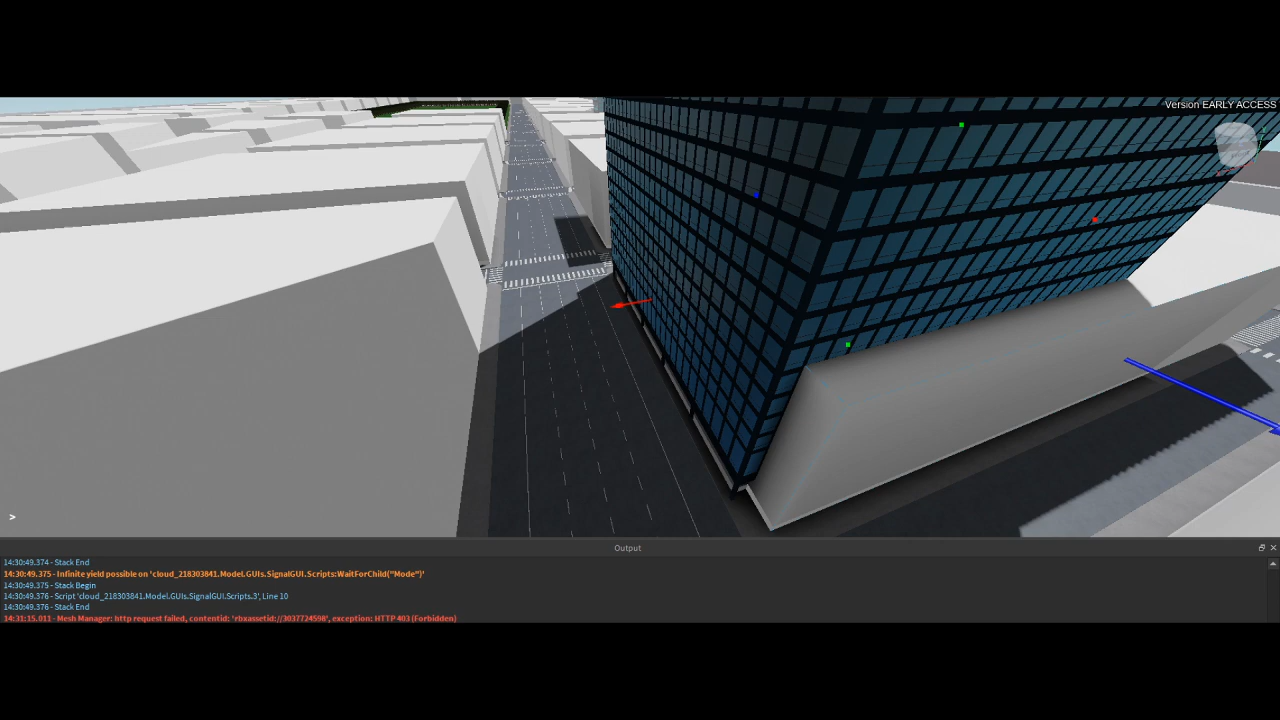 Version EARLY ACCESS
>
Output
14:30:49.374 - Stack End
14:30:49.375 - Infinite yield possible on 'cloud_218303841.Model.GUIs.SignalGUI.Scripts:WaitForChild("Mode")'
14:30:49.375 - Stack Begin
14:30:49.376 - Script 'cloud_218303841.Model.GUIs.SignalGUI.Scripts.3', Line 10
14:30:49.376 - Stack End
14:31:15.011 - Mesh Manager: http request failed, contentid: 'rbxassetid://3037724598', exception: HTTP 403 (Forbidden)